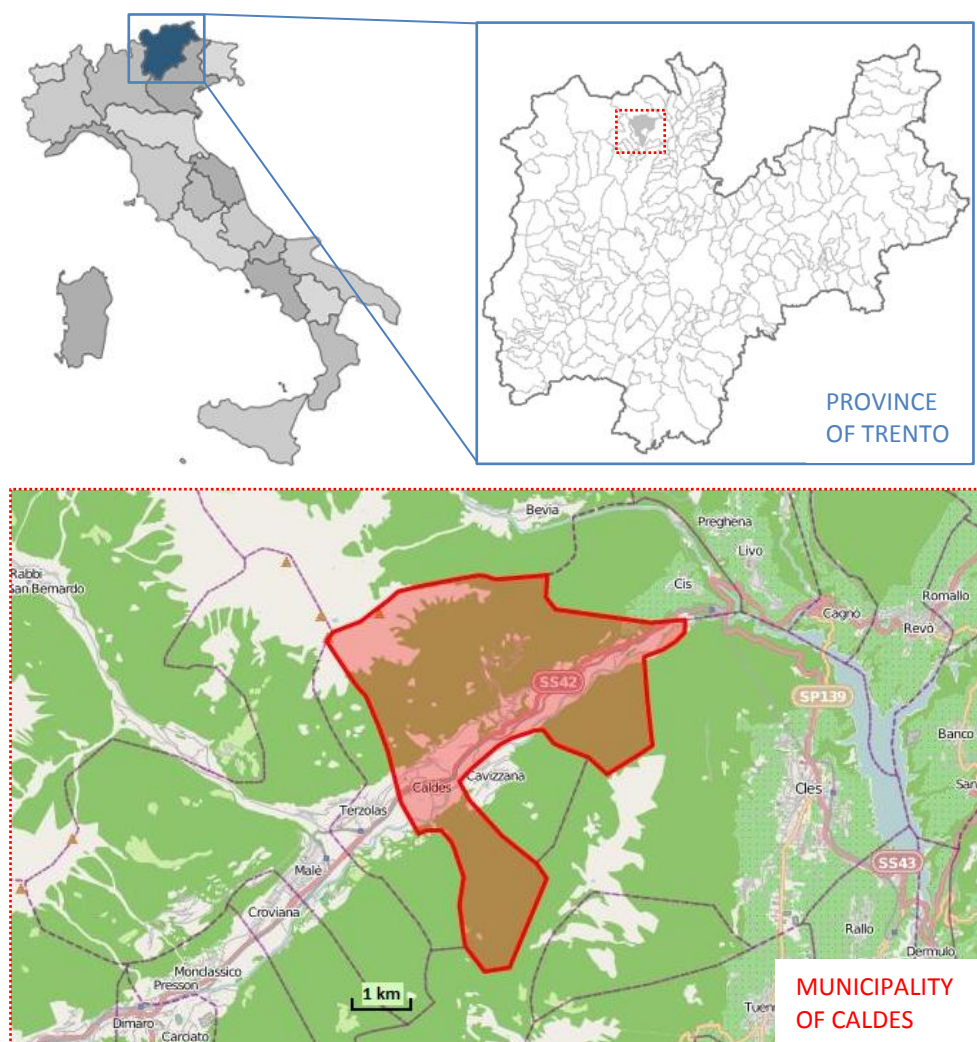 PROVINCE
OF TRENTO
Bevia
Preghena
Livo
Rabbi
San Bernardo
Cis
Romallo
Cagnò
Revò
SS42
SP139
Banco
Caldes
Cavizzana
Cles
Terzolas
Malé
SS43
Croviana
Rallo
Dermulo
Monclassico
Presson
1 km
Dimaro
Carciato
MUNICIPALITY
OF CALDES